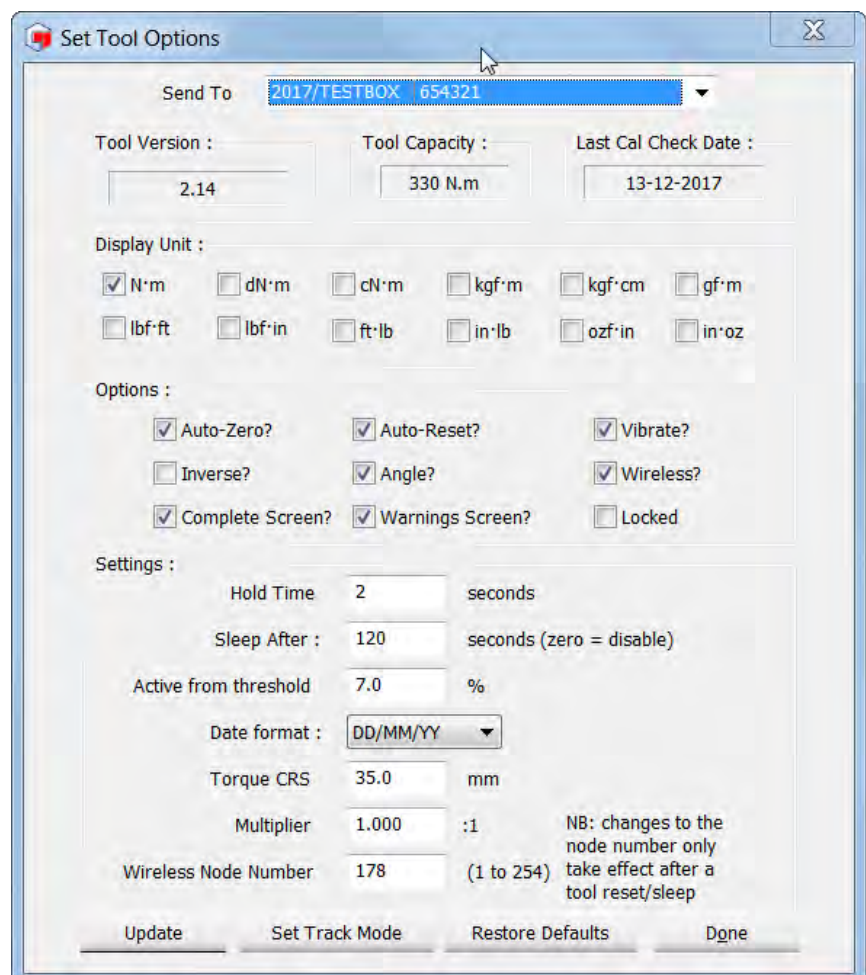 Set Tool Options
Send To 2017/TESTBOX 654321
Tool Version : Tool Capacity : Last Cal Check Date :
2.14 330 N.m 13-12-2017
Display Unit :
N·m dN·m cN·m kgf·m kgf·cm gf·m
lbf·ft lbf·in ft·lb in·lb ozf·in in·oz
Options :
Auto-Zero? Auto-Reset? Vibrate?
Inverse? Angle? Wireless?
Complete Screen? Warnings Screen? Locked
Settings :
Hold Time 2 seconds
Sleep After : 120 seconds (zero = disable)
Active from threshold 7.0 %
Date format : DD/MM/YY
Torque CRS 35.0 mm
Multiplier 1.000 :1
Wireless Node Number 178 (1 to 254)
NB: changes to the
node number only
take effect after a
tool reset/sleep
Update Set Track Mode Restore Defaults Done